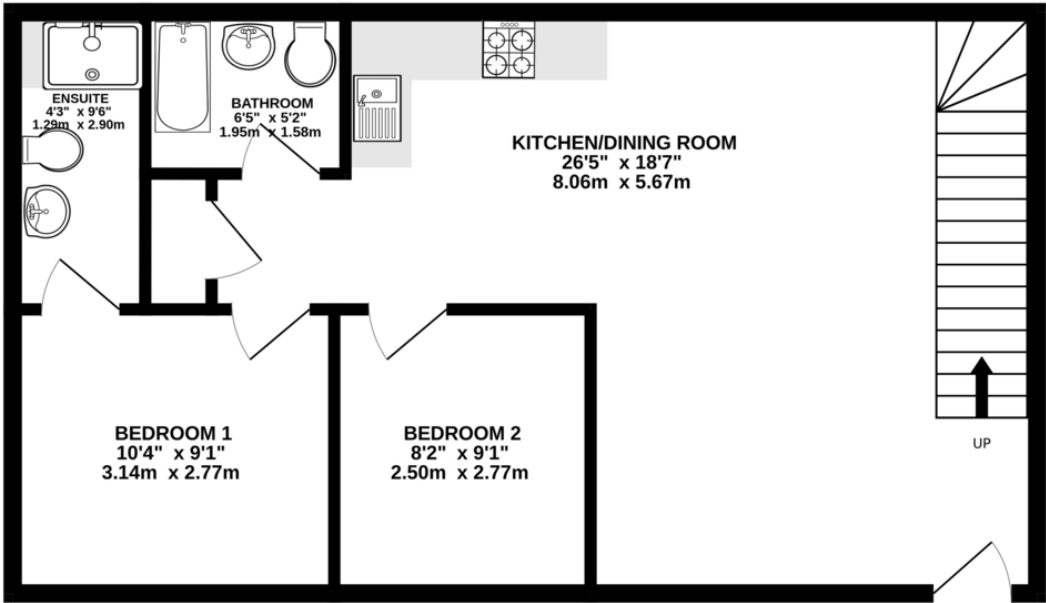 ENSUITE
4'3" x 9'6"
1.29m x 2.90m
BATHROOM
6'5" x 5'2"
1.95m x 1.58m
KITCHEN/DINING ROOM
26'5" x 18'7"
8.06m x 5.67m
BEDROOM 1
10'4" x 9'1"
3.14m x 2.77m
BEDROOM 2
8'2" x 9'1"
2.50m x 2.77m
UP